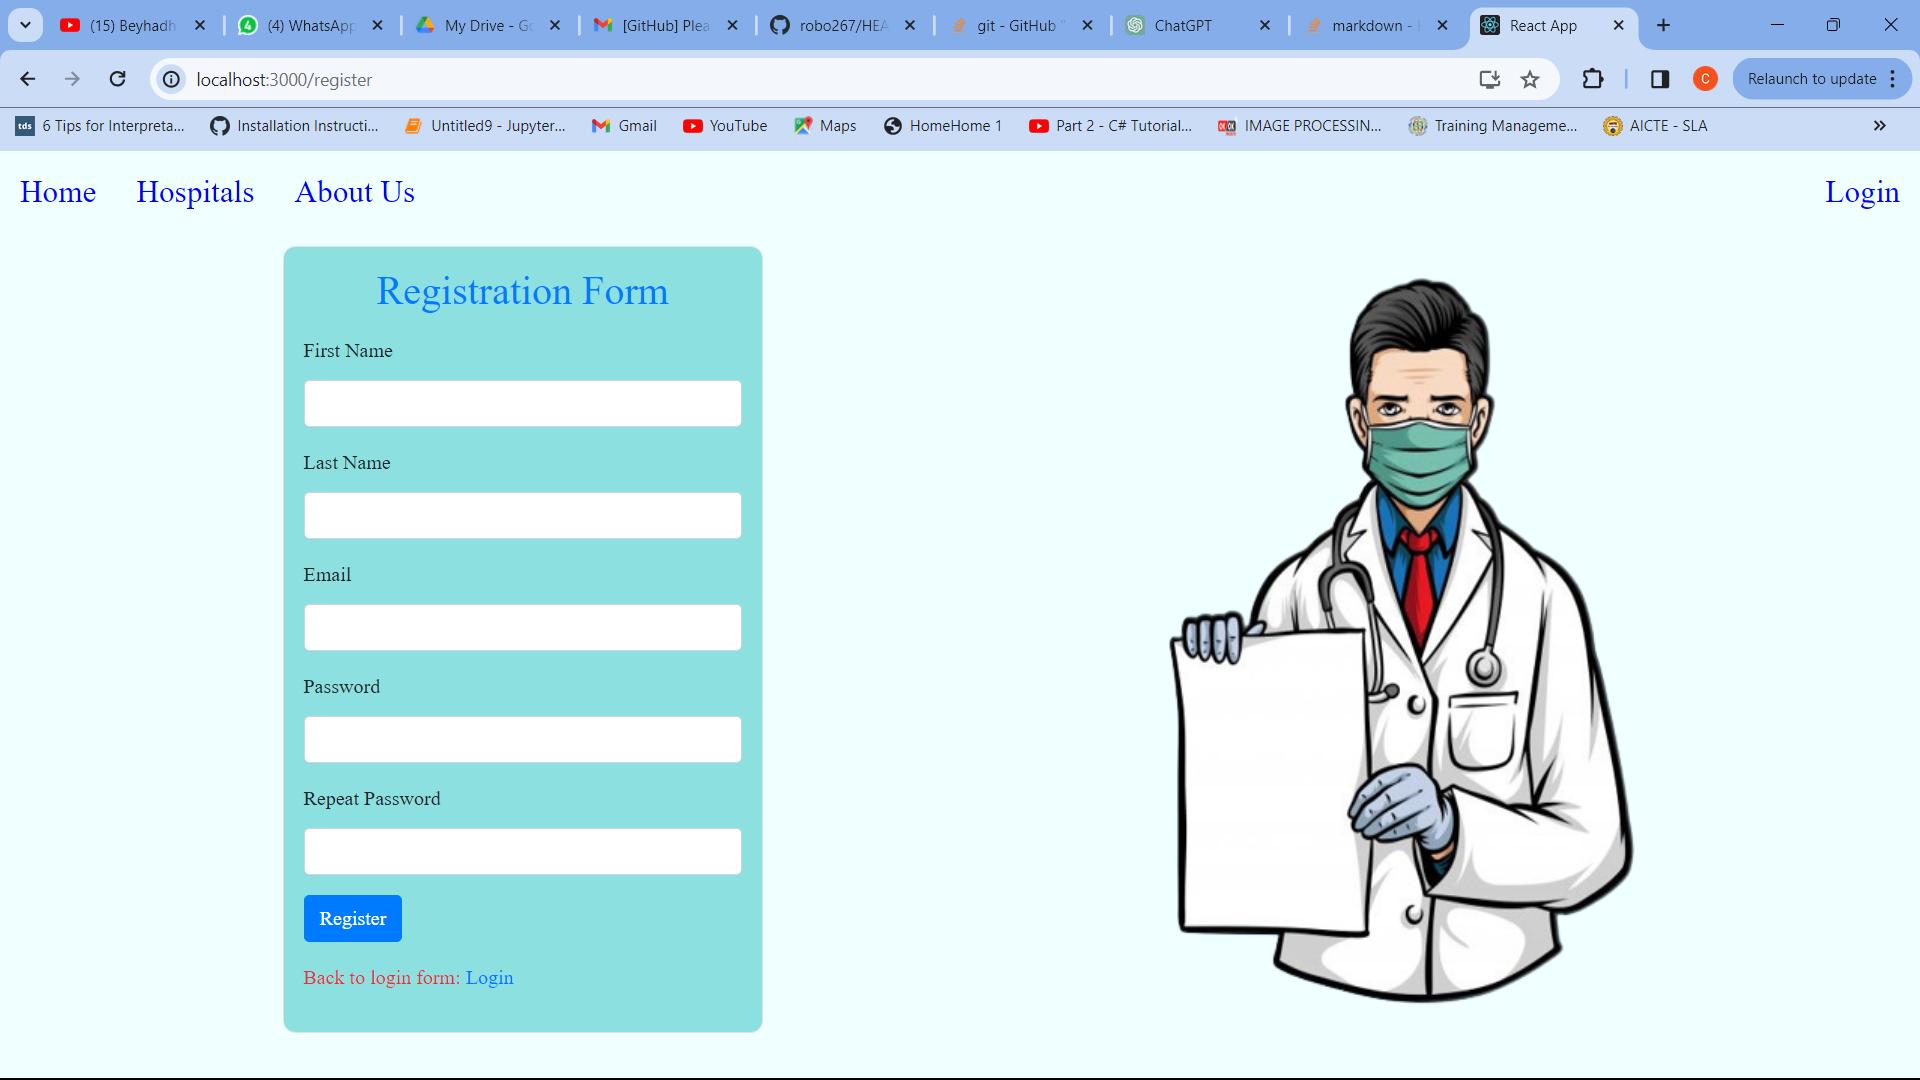 (15) Beyhadh
(4) WhatsApp
My Drive - Go
[GitHub] Plea
robo267/HEA
git - GitHub "
ChatGPT
markdown -
React App
localhost:3000/register
C
Relaunch to update
tds 6 Tips for Interpreta...
Installation Instructi...
Untitled9 - Jupyter...
Gmail
YouTube
Maps
HomeHome 1
Part 2 - C# Tutorial...
IMAGE PROCESSIN...
Training Manageme...
AICTE - SLA
Home
Hospitals
About Us
Login
Registration Form
First Name
Last Name
Email
Password
Repeat Password
Register
Back to login form: Login